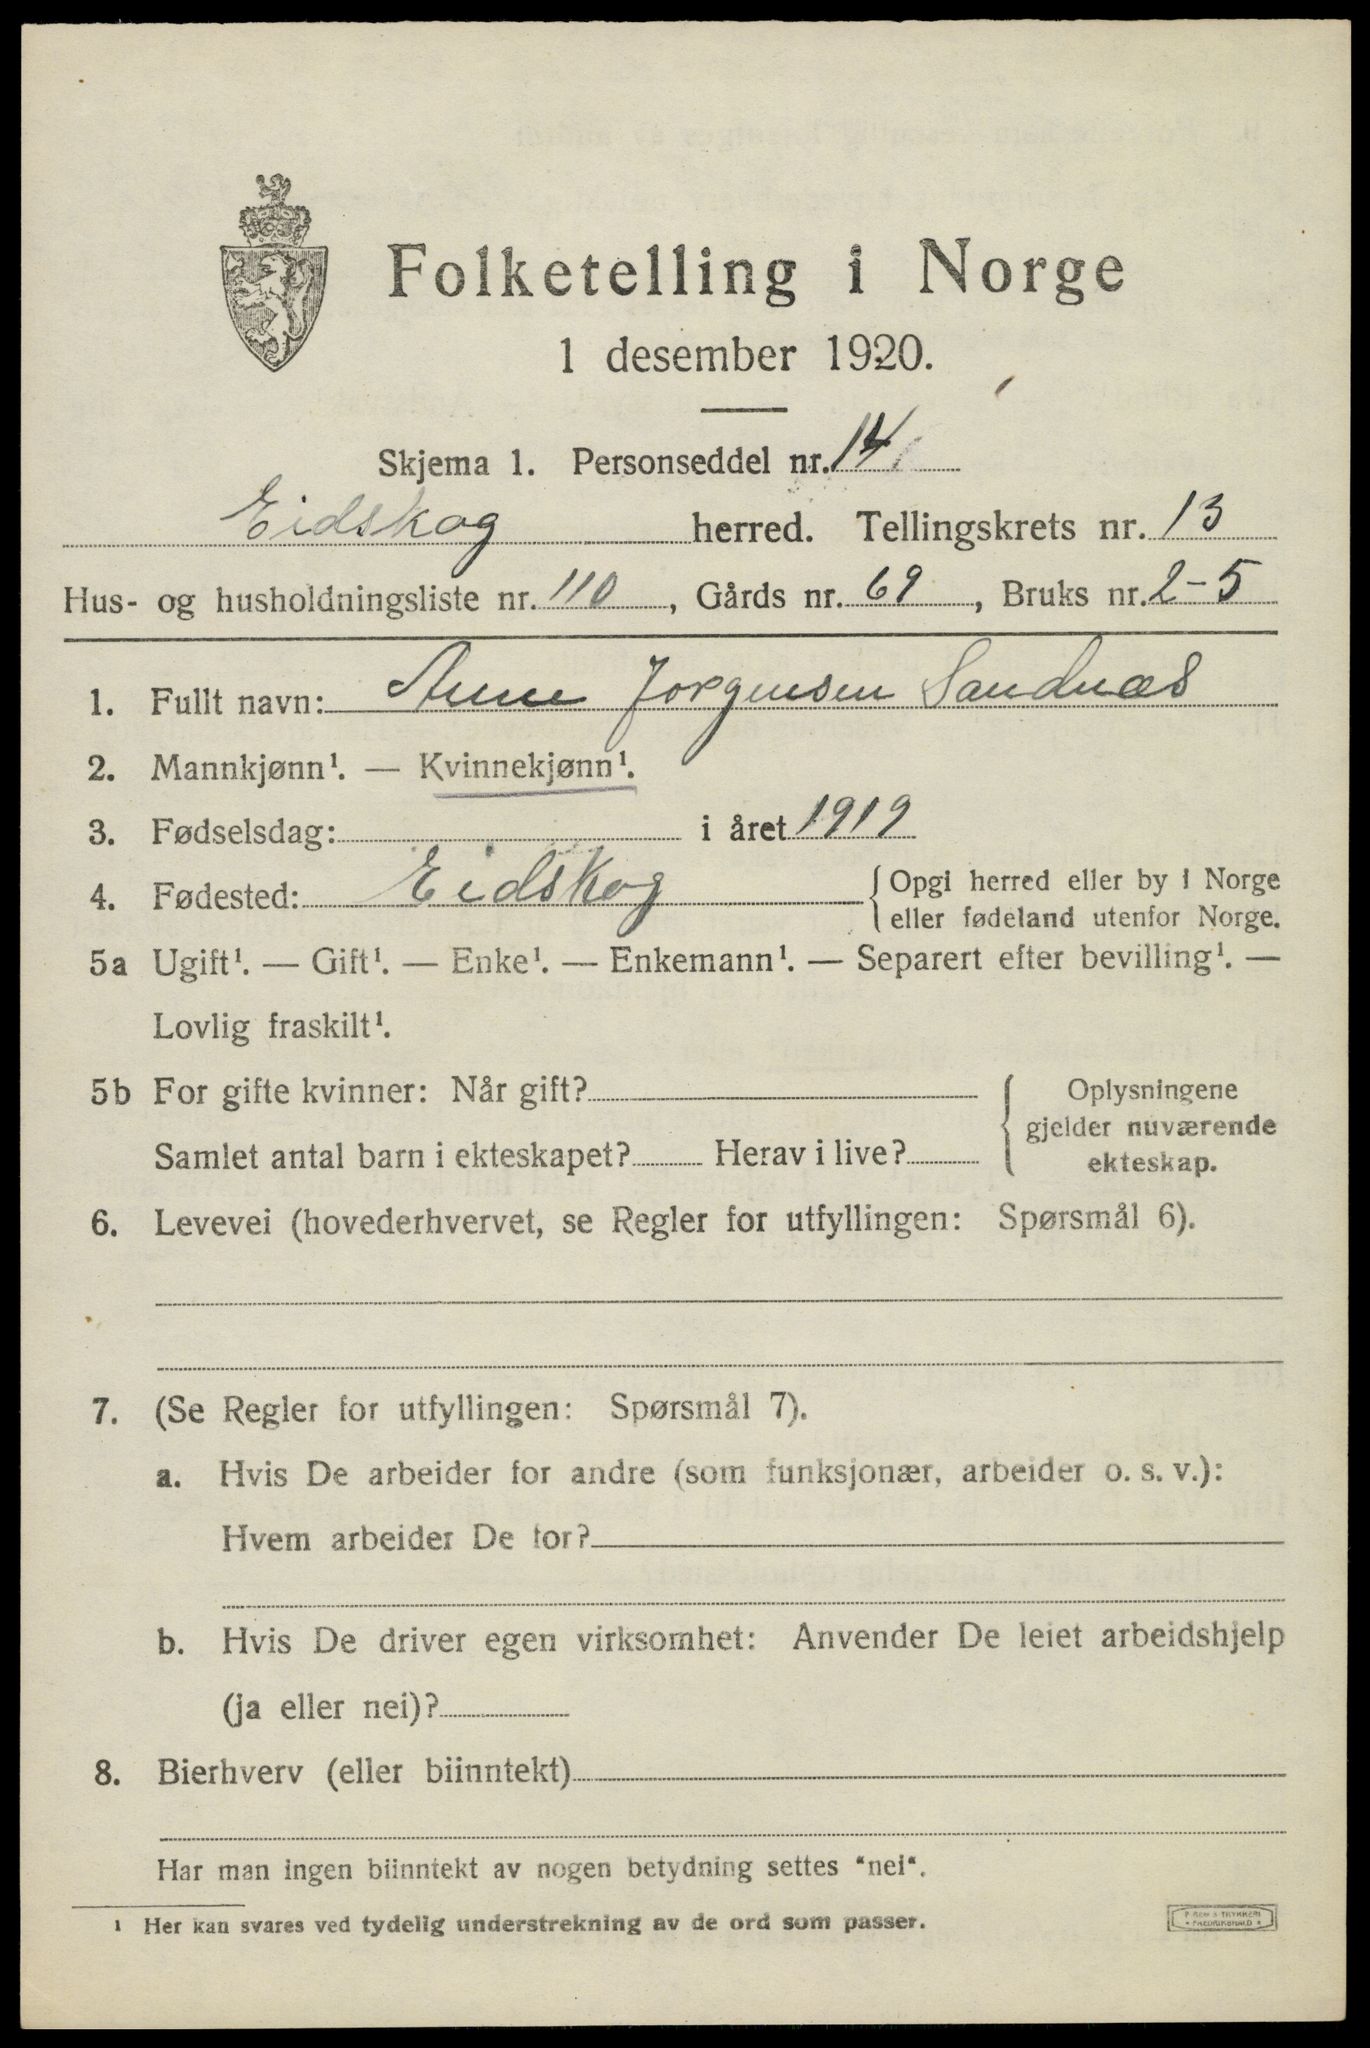 Folketelling i Norge
1 desember 1920.
Skjema 1. Personseddel nr. 14
Eidskog herred. Tellingskrets nr. 13
Hus- og husholdningsliste nr. 110, Gårds nr. 69, Bruks nr. 2-5
1. Fullt navn: Anne Jorgensen Sandnæs
2. Mannkjønn¹. — Kvinnekjønn¹.
3. Fødselsdag: i året 1919
4. Fødested: Eidskog { Opgi herred eller by i Norge
eller fødeland utenfor Norge.
5a Ugift¹. — Gift¹. — Enke¹. — Enkemann¹. — Separert efter bevilling¹. —
Lovlig fraskilt¹.
5b For gifte kvinner: Når gift? { Oplysningene
gjelder nuværende
ekteskap.
Samlet antal barn i ekteskapet? Herav i live?
6. Levevei (hovederhvervet, se Regler for utfyllingen: Spørsmål 6).
7. (Se Regler for utfyllingen: Spørsmål 7).
a. Hvis De arbeider for andre (som funksjonær, arbeider o. s. v.):
Hvem arbeider De for?
b. Hvis De driver egen virksomhet: Anvender De leiet arbeidshjelp
(ja eller nei)?
8. Bierhverv (eller biinntekt)
Har man ingen biinntekt av nogen betydning settes "nei".
¹ Her kan svares ved tydelig understrekning av de ord som passer.